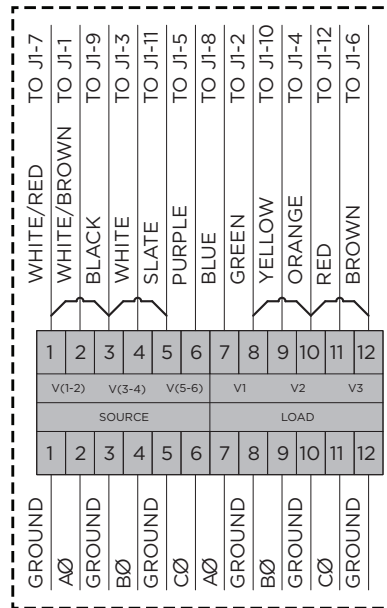 WHITE/RED TO J1-7
WHITE/BROWN TO J1-1
BLACK TO J1-9
WHITE TO J1-3
SLATE TO J1-11
PURPLE TO J1-5
BLUE TO J1-8
GREEN TO J1-2
YELLOW TO J1-10
ORANGE TO J1-4
RED TO J1-12
BROWN TO J1-6
1 2 3 4 5 6 7 8 9 10 11 12
V(1-2) V(3-4) V(5-6) V1 V2 V3
SOURCE LOAD
1 2 3 4 5 6 7 8 9 10 11 12
GROUND
AØ
GROUND
BØ
GROUND
CØ
AØ
GROUND
BØ
GROUND
CØ
GROUND